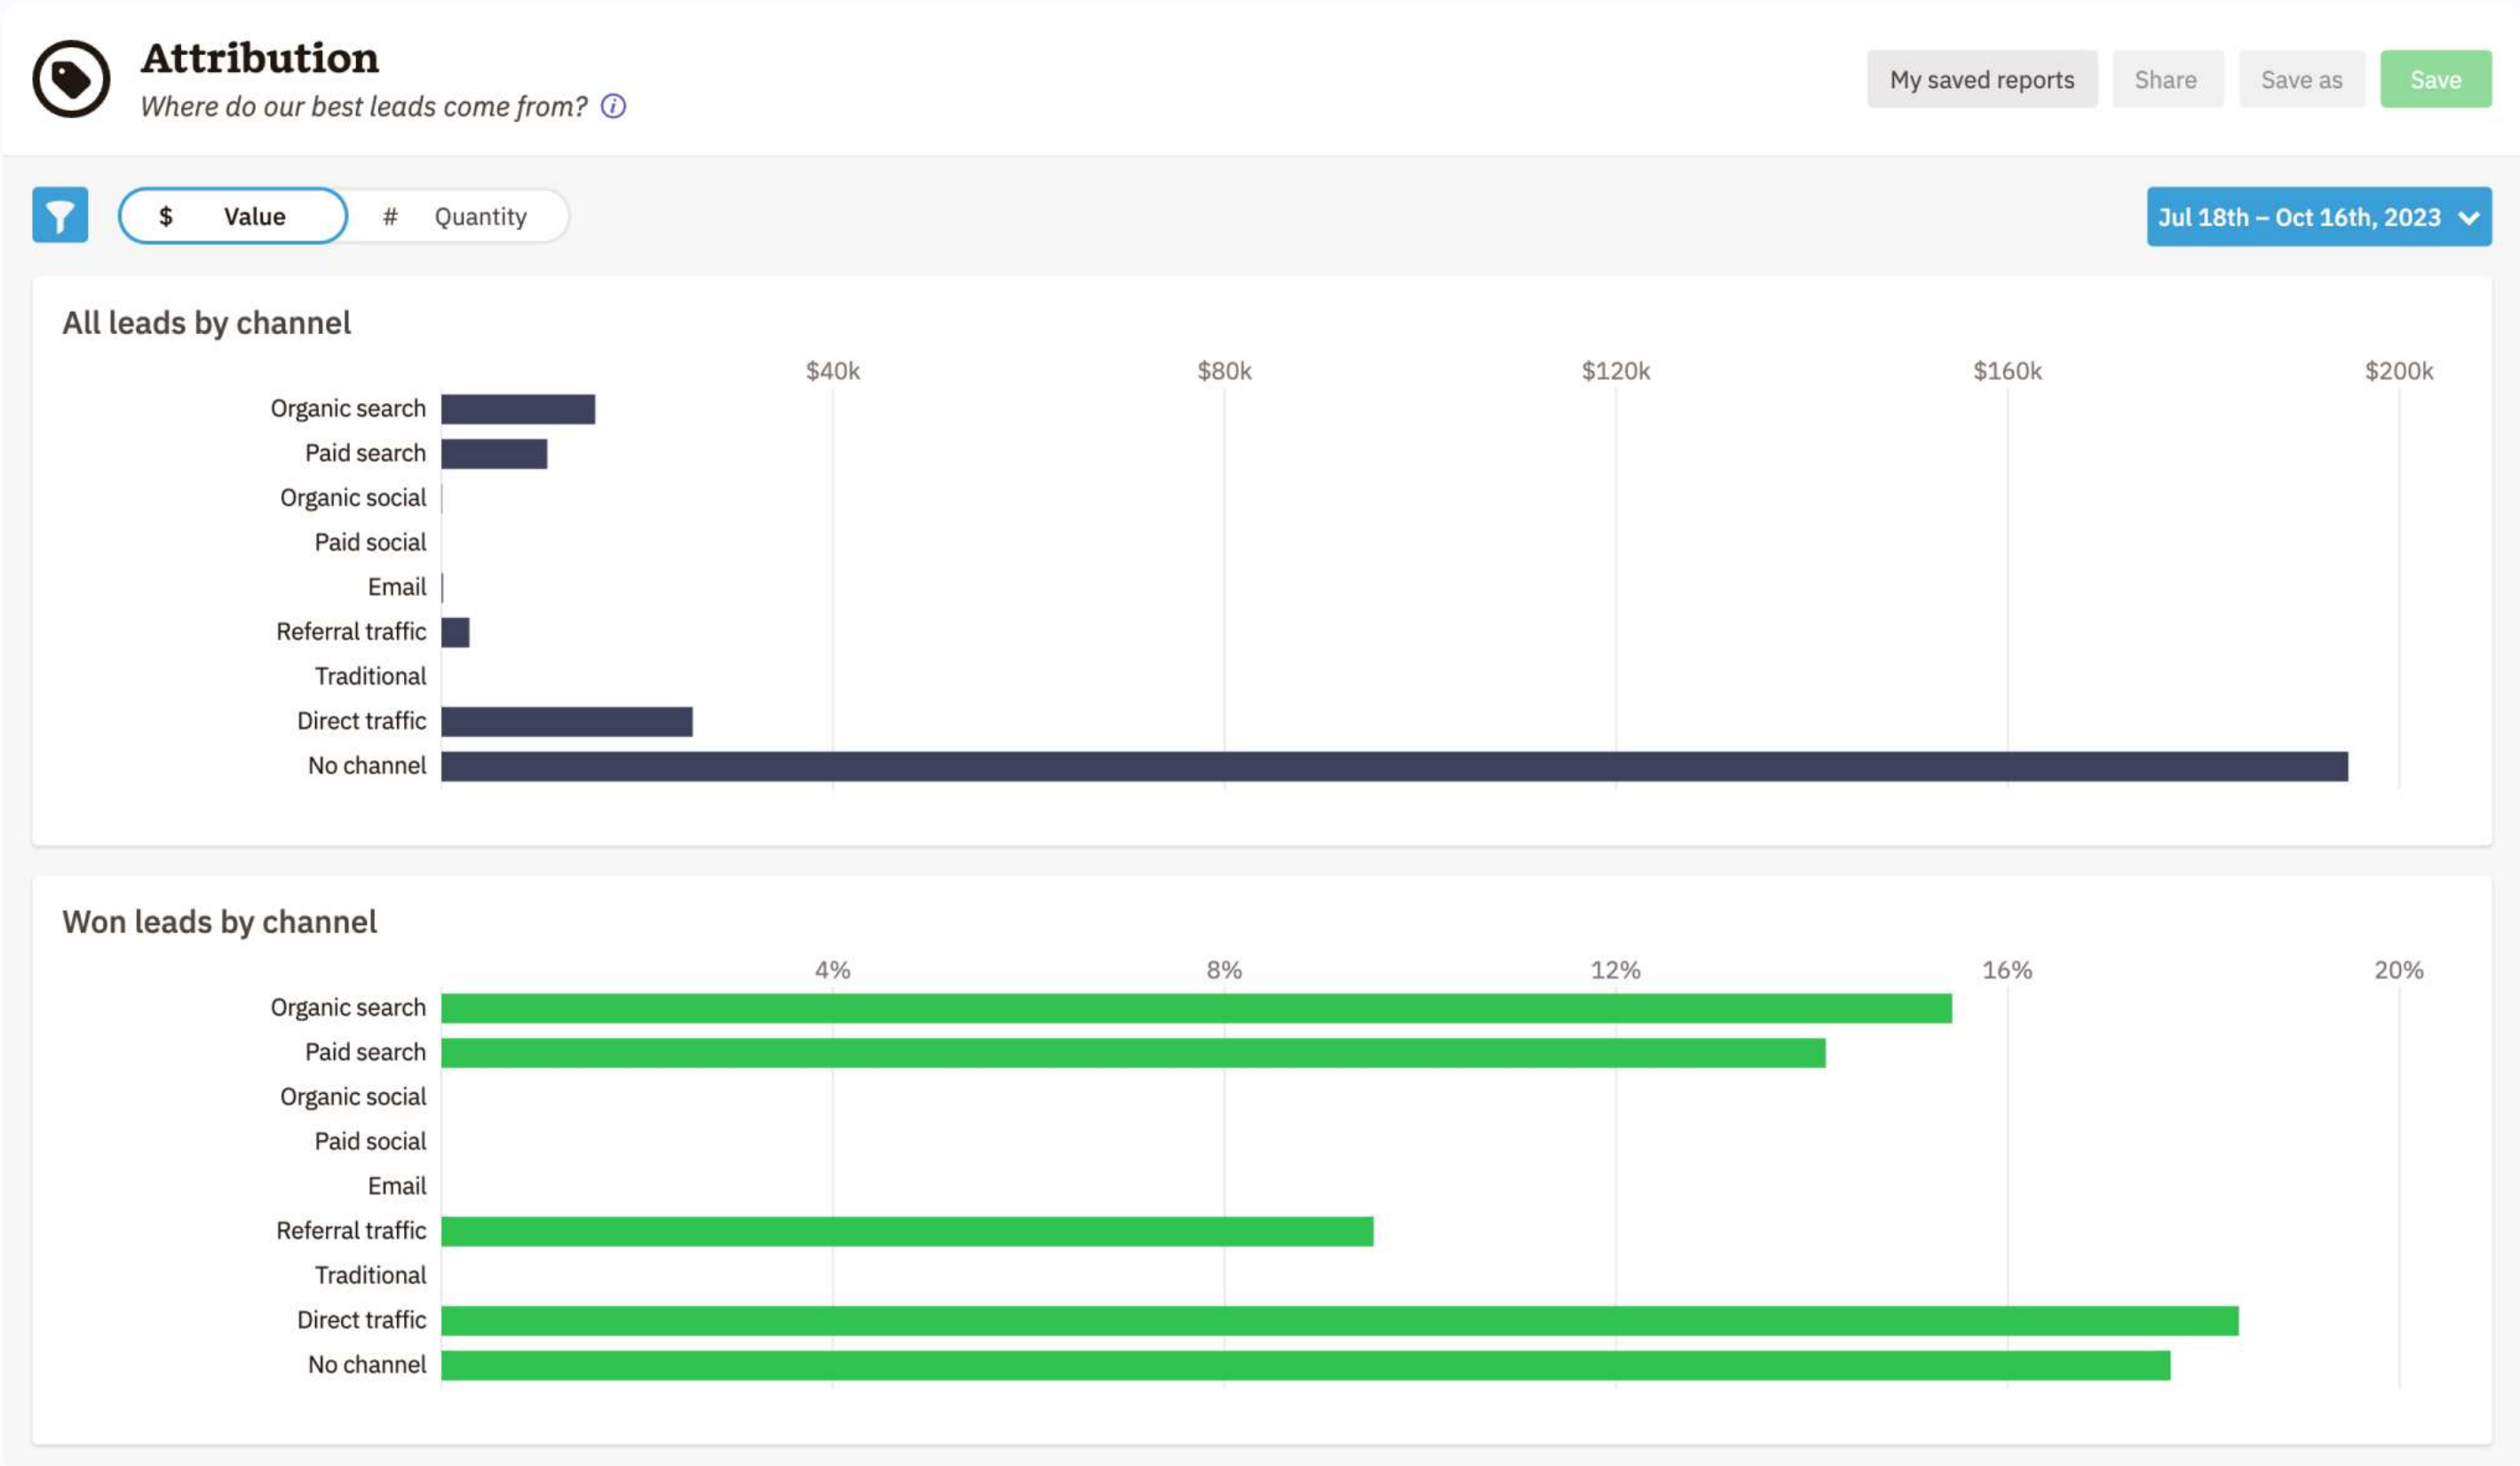 Attribution
Where do our best leads come from? i
My saved reports
Share
Save as
Save
$ Value
# Quantity
Jul 18th – Oct 16th, 2023
All leads by channel
$40k $80k $120k $160k $200k
Organic search
Paid search
Organic social
Paid social
Email
Referral traffic
Traditional
Direct traffic
No channel
Won leads by channel
4% 8% 12% 16% 20%
Organic search
Paid search
Organic social
Paid social
Email
Referral traffic
Traditional
Direct traffic
No channel